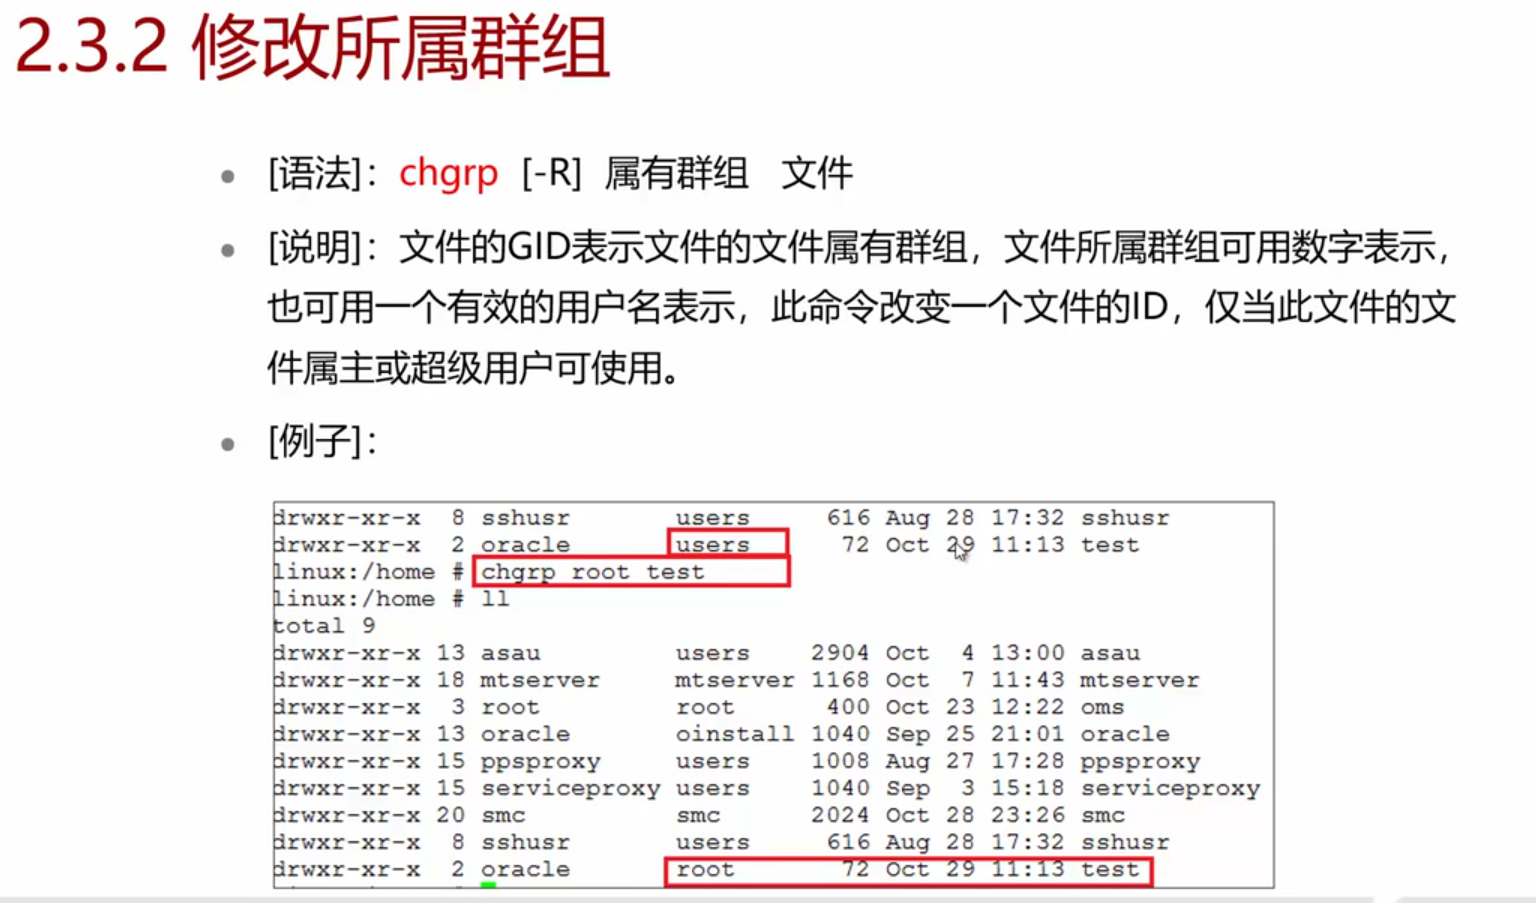 2.3.2 修改所属群组
[语法]：chgrp [-R] 属有群组 文件
[说明]：文件的GID表示文件的文件属有群组，文件所属群组可用数字表示，
也可用一个有效的用户名表示，此命令改变一个文件的ID，仅当此文件的文
件属主或超级用户可使用。
[例子]：
drwxr-xr-x 8 sshusr users 616 Aug 28 17:32 sshusr
drwxr-xr-x 2 oracle users 72 Oct 29 11:13 test
linux:/home # chgrp root test
linux:/home # ll
total 9
drwxr-xr-x 13 asau users 2904 Oct 4 13:00 asau
drwxr-xr-x 18 mtserver mtserver 1168 Oct 7 11:43 mtserver
drwxr-xr-x 3 root root 400 Oct 23 12:22 oms
drwxr-xr-x 13 oracle oinstall 1040 Sep 25 21:01 oracle
drwxr-xr-x 15 ppsproxy users 1008 Aug 27 17:28 ppsproxy
drwxr-xr-x 15 serviceproxy users 1040 Sep 3 15:18 serviceproxy
drwxr-xr-x 20 smc smc 2024 Oct 28 23:26 smc
drwxr-xr-x 8 sshusr users 616 Aug 28 17:32 sshusr
drwxr-xr-x 2 oracle root 72 Oct 29 11:13 test